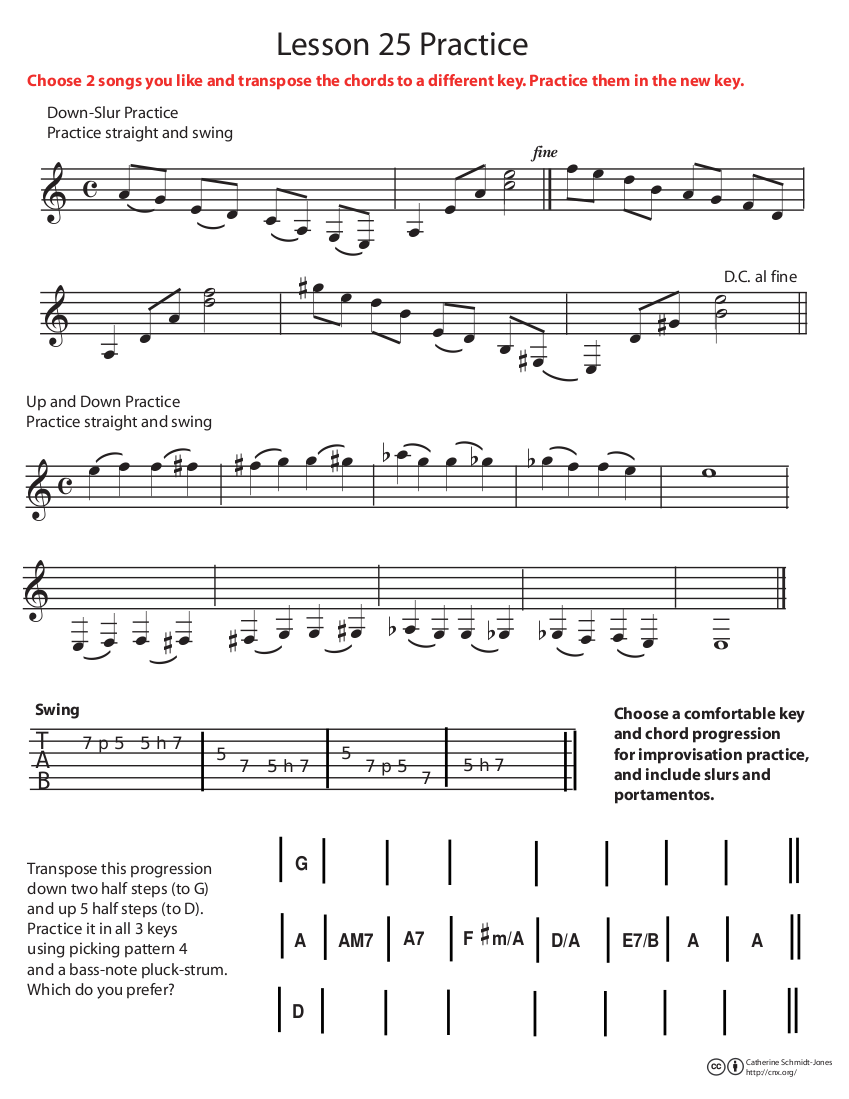 Lesson 25 Practice
Choose 2 songs you like and transpose the chords to a different key. Practice them in the new key.
Down-Slur Practice
Practice straight and swing
fine
D.C. al fine
Up and Down Practice
Practice straight and swing
Swing
T
A
B
7 p 5 5 h 7
5
7 5 h 7
5
7 p 5
7
5 h 7
Choose a comfortable key
and chord progression
for improvisation practice,
and include slurs and
portamentos.
Transpose this progression
down two half steps (to G)
and up 5 half steps (to D).
Practice it in all 3 keys
using picking pattern 4
and a bass-note pluck-strum.
Which do you prefer?
G
A AM7 A7 F♯m/A D/A E7/B A A
D
cc
Catherine Schmidt-Jones
http://cnx.org/